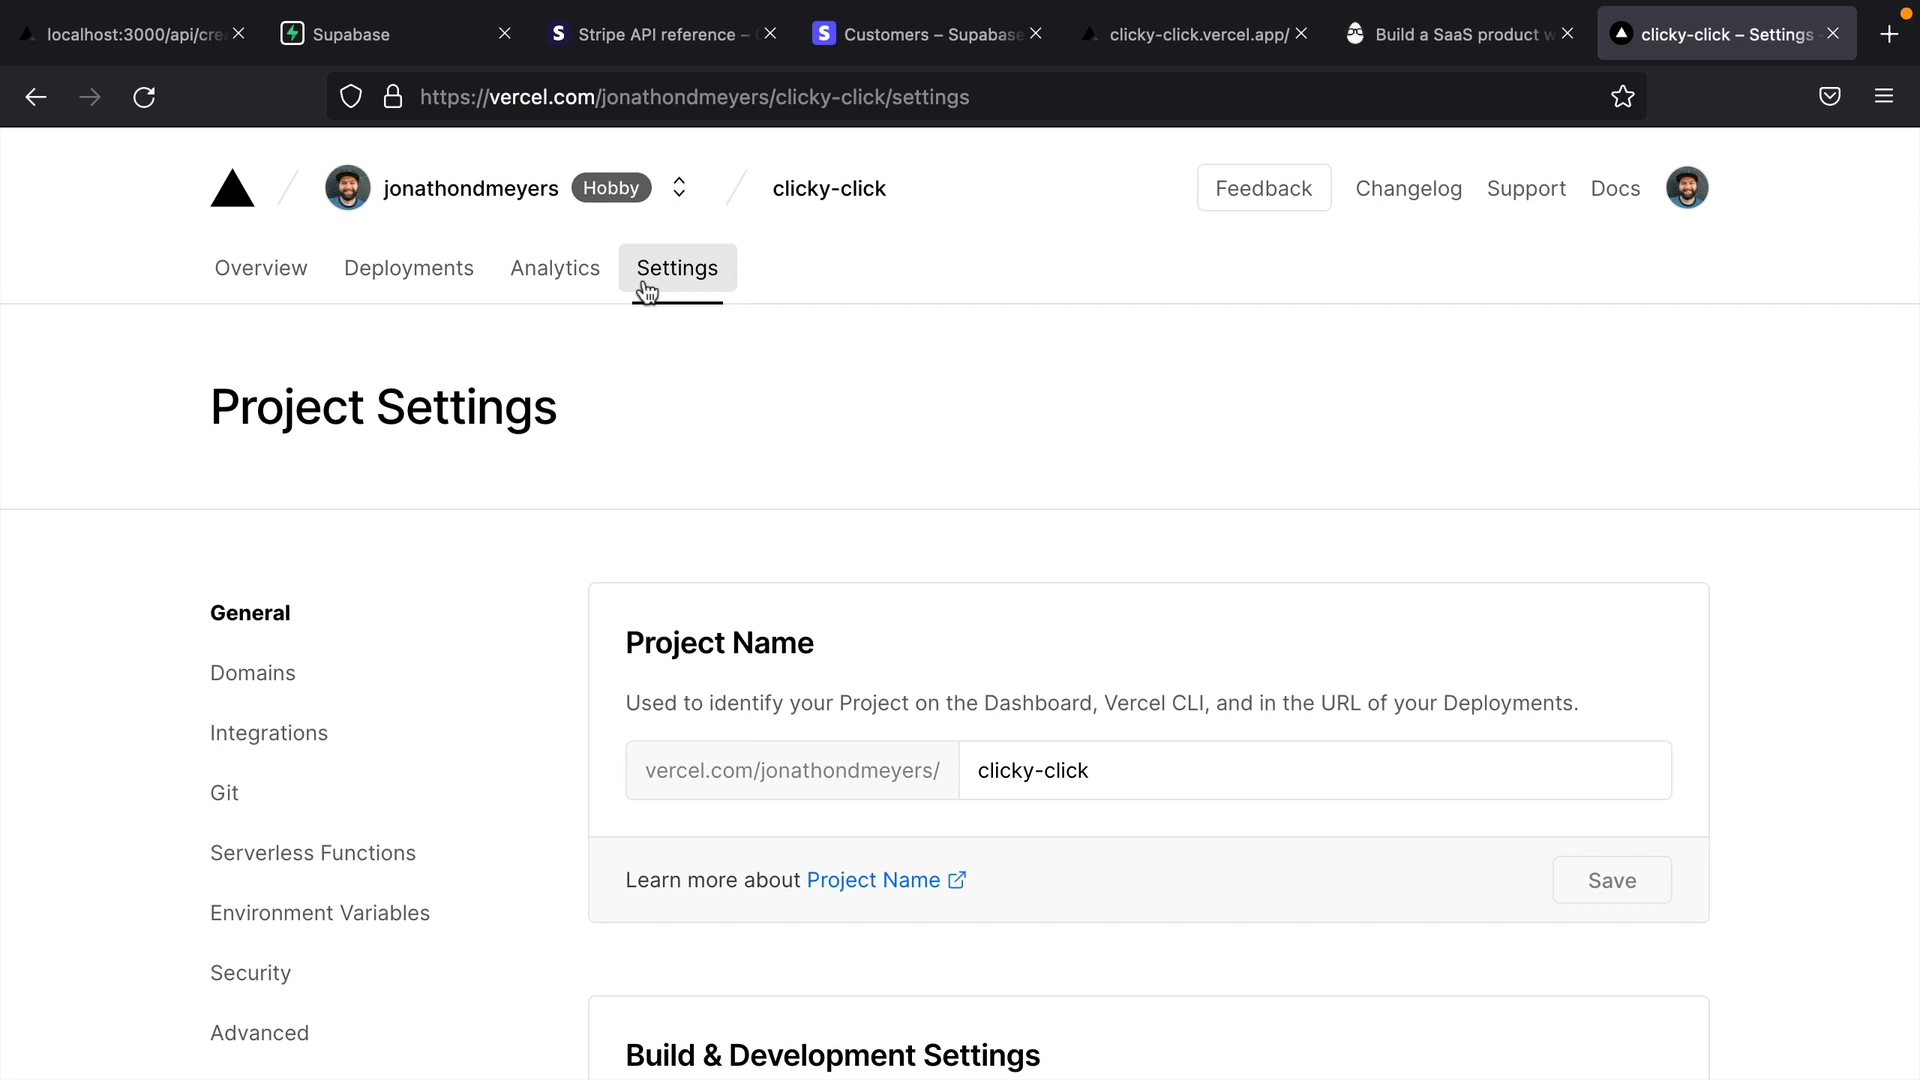 localhost:3000/api/crea
Supabase
Stripe API reference –
Customers – Supabase
clicky-click.vercel.app/
Build a SaaS product w
clicky-click – Settings
https://vercel.com/jonathondmeyers/clicky-click/settings
jonathondmeyers Hobby clicky-click
Feedback Changelog Support Docs
Overview Deployments Analytics Settings
Project Settings
General
Domains
Integrations
Git
Serverless Functions
Environment Variables
Security
Advanced
Project Name
Used to identify your Project on the Dashboard, Vercel CLI, and in the URL of your Deployments.
vercel.com/jonathondmeyers/ clicky-click
Learn more about Project Name
Save
Build & Development Settings